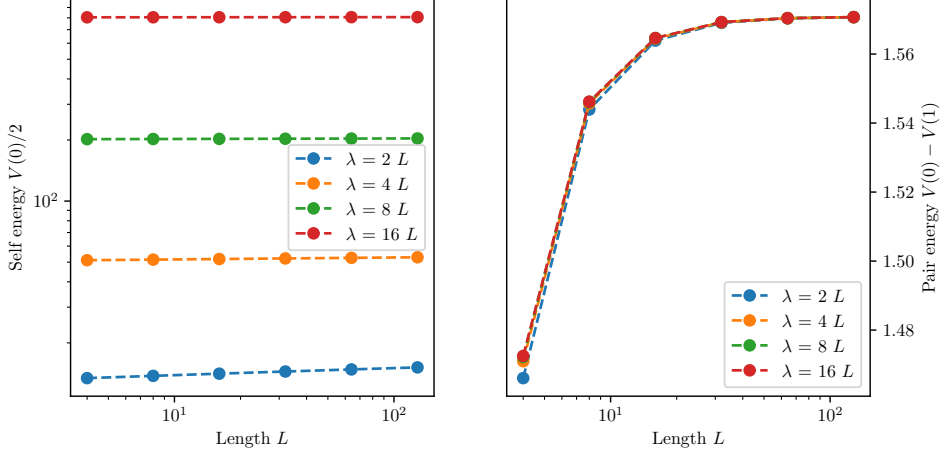 Self energy V(0)/2
10²
λ = 2 L
λ = 4 L
λ = 8 L
λ = 16 L
10¹
10²
Length L
Pair energy V(0) − V(1)
1.56
1.54
1.52
1.50
1.48
λ = 2 L
λ = 4 L
λ = 8 L
λ = 16 L
10¹
10²
Length L